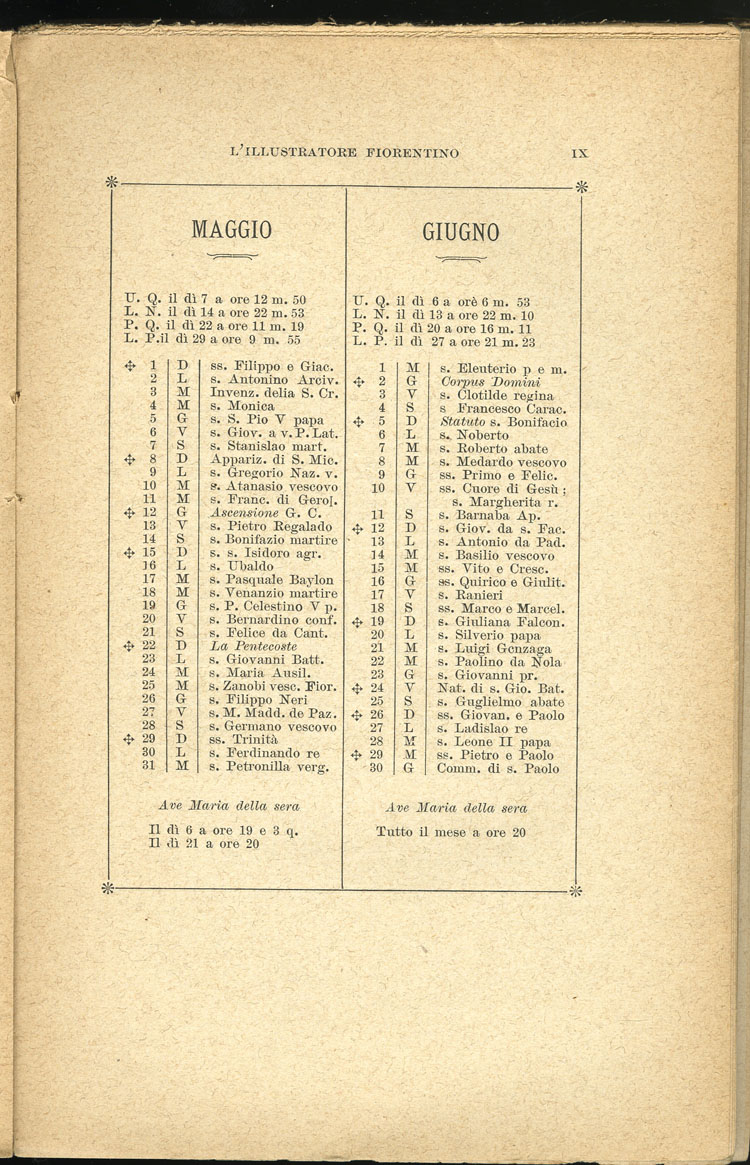 L'ILLUSTRATORE FIORENTINO IX
MAGGIO
U. Q. il dì 7 a ore 12 m. 50
L. N. il dì 14 a ore 22 m. 53
P. Q. il dì 22 a ore 11 m. 19
L. P. il dì 29 a ore 9 m. 55
✣ 1 D ss. Filippo e Giac.
2 L s. Antonino Arciv.
3 M Invenz. della S. Cr.
4 M s. Monica
5 G s. S. Pio V papa
6 V s. Giov. a v. P. Lat.
7 S s. Stanislao mart.
✣ 8 D Appariz. di S. Mic.
9 L s. Gregorio Naz. v.
10 M s. Atanasio vescovo
11 M s. Franc. di Gerol.
✣ 12 G Ascensione G. C.
13 V s. Pietro Regalado
14 S s. Bonifazio martire
✣ 15 D s. s. Isidoro agr.
16 L s. Ubaldo
17 M s. Pasquale Baylon
18 M s. Venanzio martire
19 G s. P. Celestino V p.
20 V s. Bernardino conf.
21 S s. Felice da Cant.
✣ 22 D La Pentecoste
23 L s. Giovanni Batt.
24 M s. Maria Ausil.
25 M s. Zanobi vesc. Fior.
26 G s. Filippo Neri
27 V s. M. Madd. de Paz.
28 S s. Germano vescovo
✣ 29 D ss. Trinità
30 L s. Ferdinando re
31 M s. Petronilla verg.
Ave Maria della sera
Il dì 6 a ore 19 e 3 q.
Il dì 21 a ore 20
GIUGNO
U. Q. il dì 6 a orè 6 m. 53
L. N. il dì 13 a ore 22 m. 10
P. Q. il dì 20 a ore 16 m. 11
L. P. il dì 27 a ore 21 m. 23
1 M s. Eleuterio p e m.
✣ 2 G Corpus Domini
3 V s. Clotilde regina
4 S s Francesco Carac.
✣ 5 D Statuto s. Bonifacio
6 L s. Noberto
7 M s. Roberto abate
8 M s. Medardo vescovo
9 G ss. Primo e Felic.
10 V ss. Cuore di Gesù ;
s. Margherita r.
11 S s. Barnaba Ap.
✣ 12 D s. Giov. da s. Fac.
13 L s. Antonio da Pad.
14 M s. Basilio vescovo
15 M ss. Vito e Cresc.
16 G ss. Quirico e Giulit.
17 V s. Ranieri
18 S ss. Marco e Marcel.
✣ 19 D s. Giuliana Falcon.
20 L s. Silverio papa
21 M s. Luigi Gonzaga
22 M s. Paolino da Nola
23 G s. Giovanni pr.
✣ 24 V Nat. di s. Gio. Bat.
25 S s. Guglielmo abate
✣ 26 D ss. Giovan. e Paolo
27 L s. Ladislao re
28 M s. Leone II papa
✣ 29 M ss. Pietro e Paolo
30 G Comm. di s. Paolo
Ave Maria della sera
Tutto il mese a ore 20